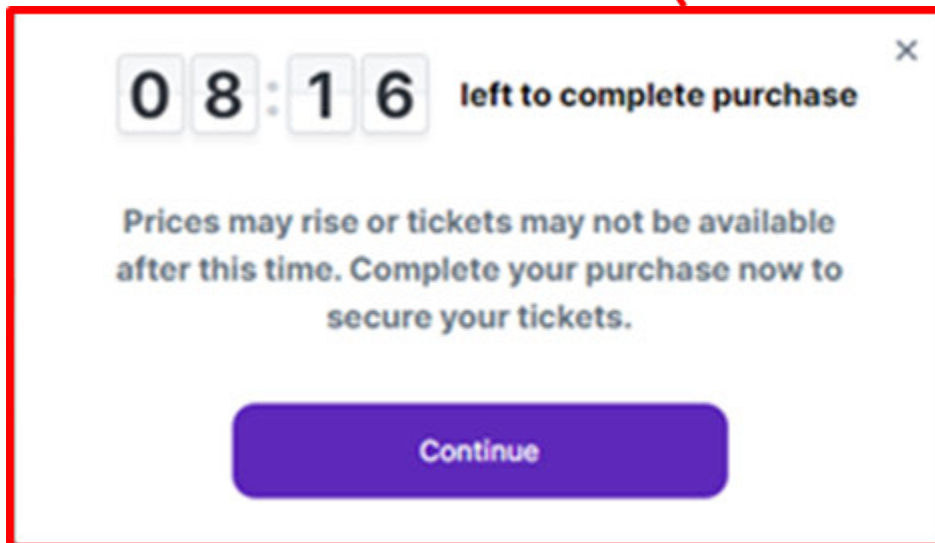 08:16 left to complete purchase
Prices may rise or tickets may not be available
after this time. Complete your purchase now to
secure your tickets.
Continue